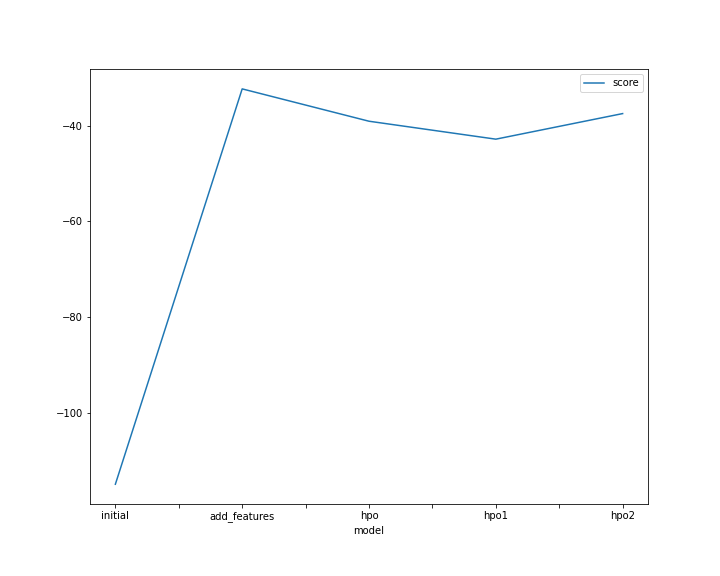 score
−40
−60
−80
−100
initial add_features hpo hpo1 hpo2
model